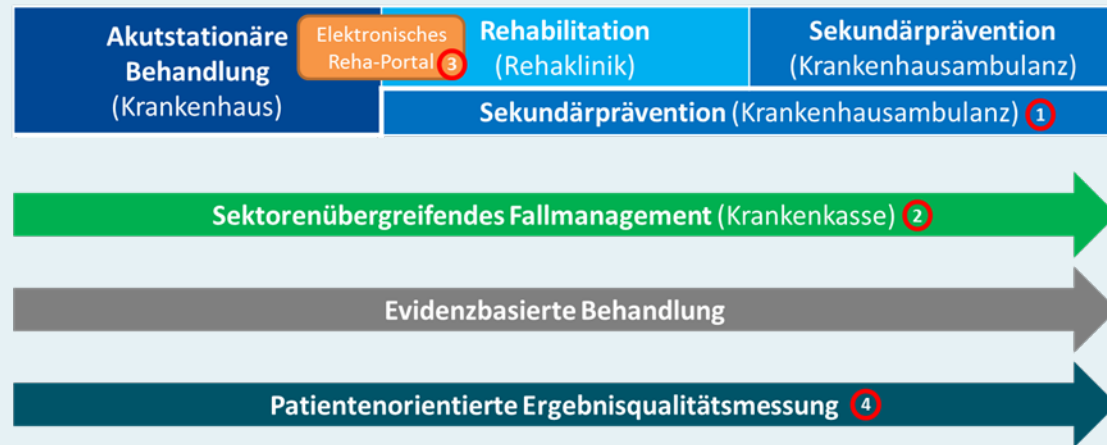 Akutstationäre
Behandlung
(Krankenhaus)
Elektronisches
Reha-Portal 3
Rehabilitation
(Rehaklinik)
Sekundärprävention
(Krankenhausambulanz)
Sekundärprävention (Krankenhausambulanz) 1
Sektorenübergreifendes Fallmanagement (Krankenkasse) 2
Evidenzbasierte Behandlung
Patientenorientierte Ergebnisqualitätsmessung 4